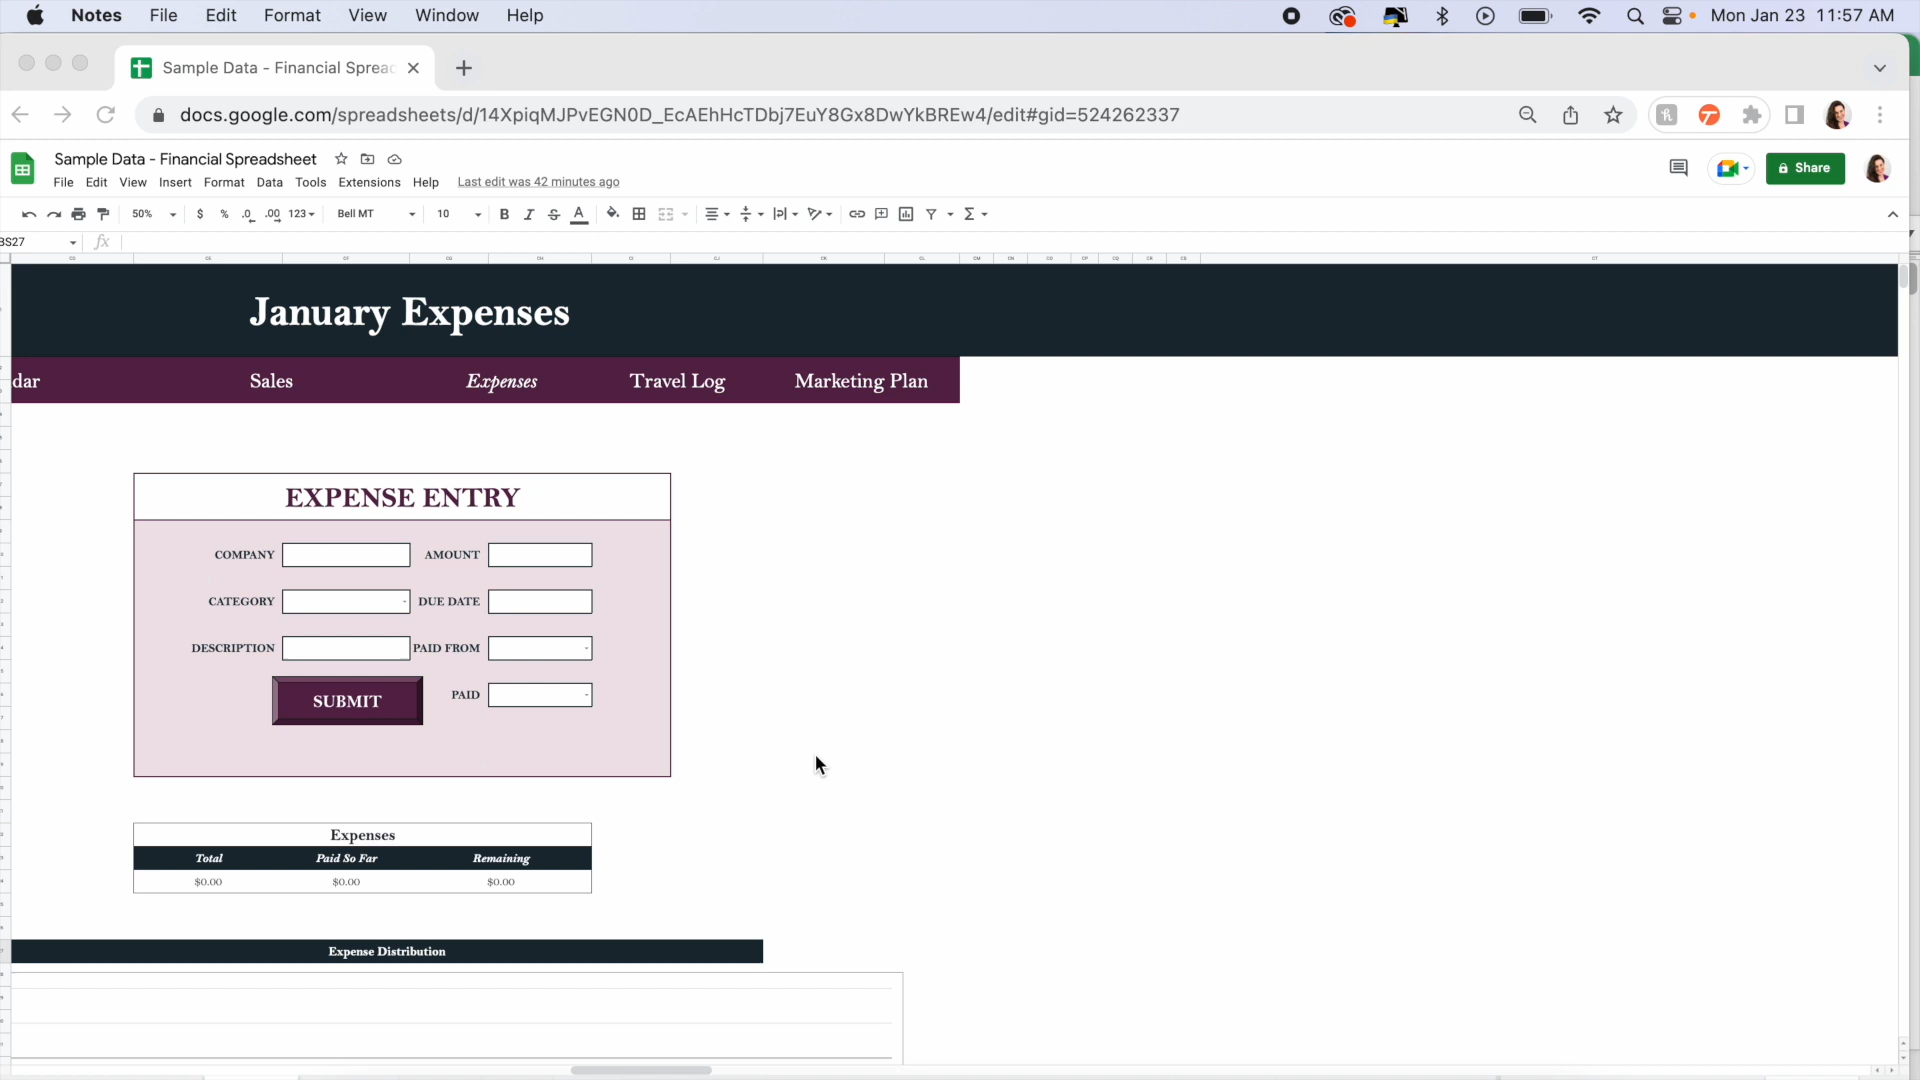 Notes File Edit Format View Window Help Mon Jan 23 11:57 AM
Sample Data - Financial Spreac
docs.google.com/spreadsheets/d/14XpiqMJPvEGN0D_EcAEhHcTDbj7EuY8Gx8DwYkBREw4/edit#gid=524262337
Sample Data - Financial Spreadsheet
Share
File Edit View Insert Format Data Tools Extensions Help Last edit was 42 minutes ago
50% $ % .0 .00 123 Bell MT 10 B I S A
BS27 fx
January Expenses
dar Sales Expenses Travel Log Marketing Plan
EXPENSE ENTRY
COMPANY AMOUNT
CATEGORY DUE DATE
DESCRIPTION PAID FROM
SUBMIT PAID
Expenses
Total Paid So Far Remaining
$0.00 $0.00 $0.00
Expense Distribution